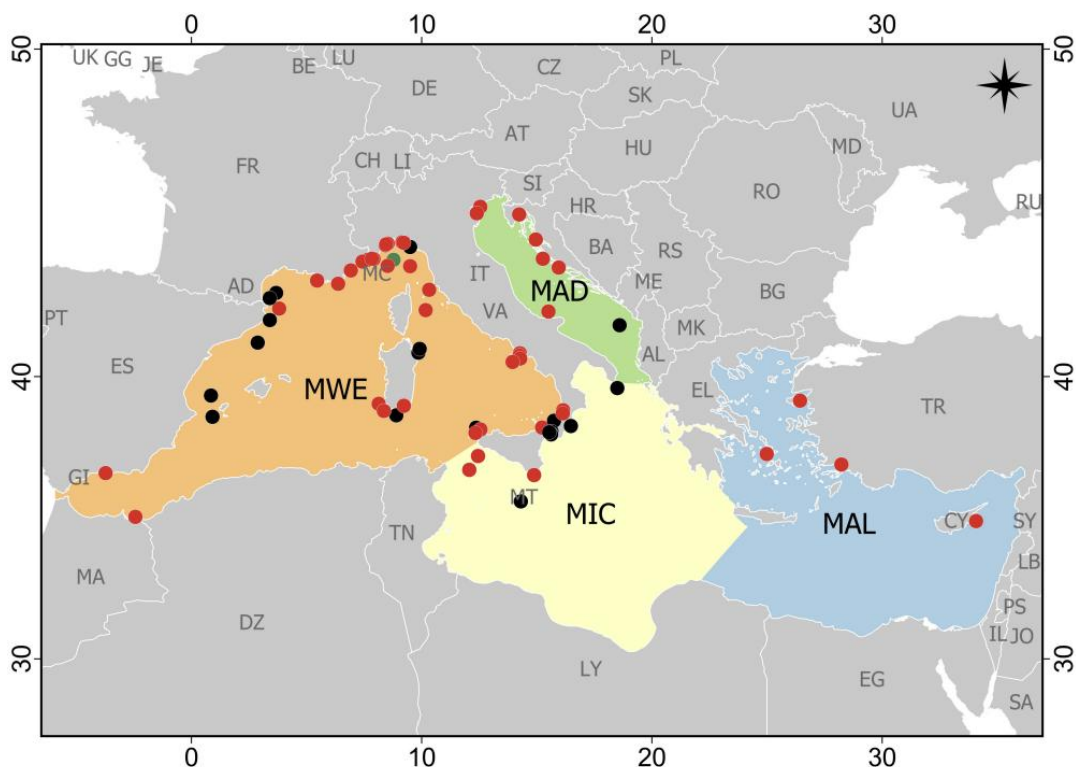 0 10 20 30
50 50
UK GG JE BE LU DE CZ PL SK UA
FR CH LI AT HU MD
SI HR RO RU
BA RS
AD MC IT VA MAD ME BG
PT MK AL
40 40
ES MWE EL TR
GI MT MIC MAL CY SY
TN LB
MA PS
DZ IL JO
30 30
LY EG SA
0 10 20 30